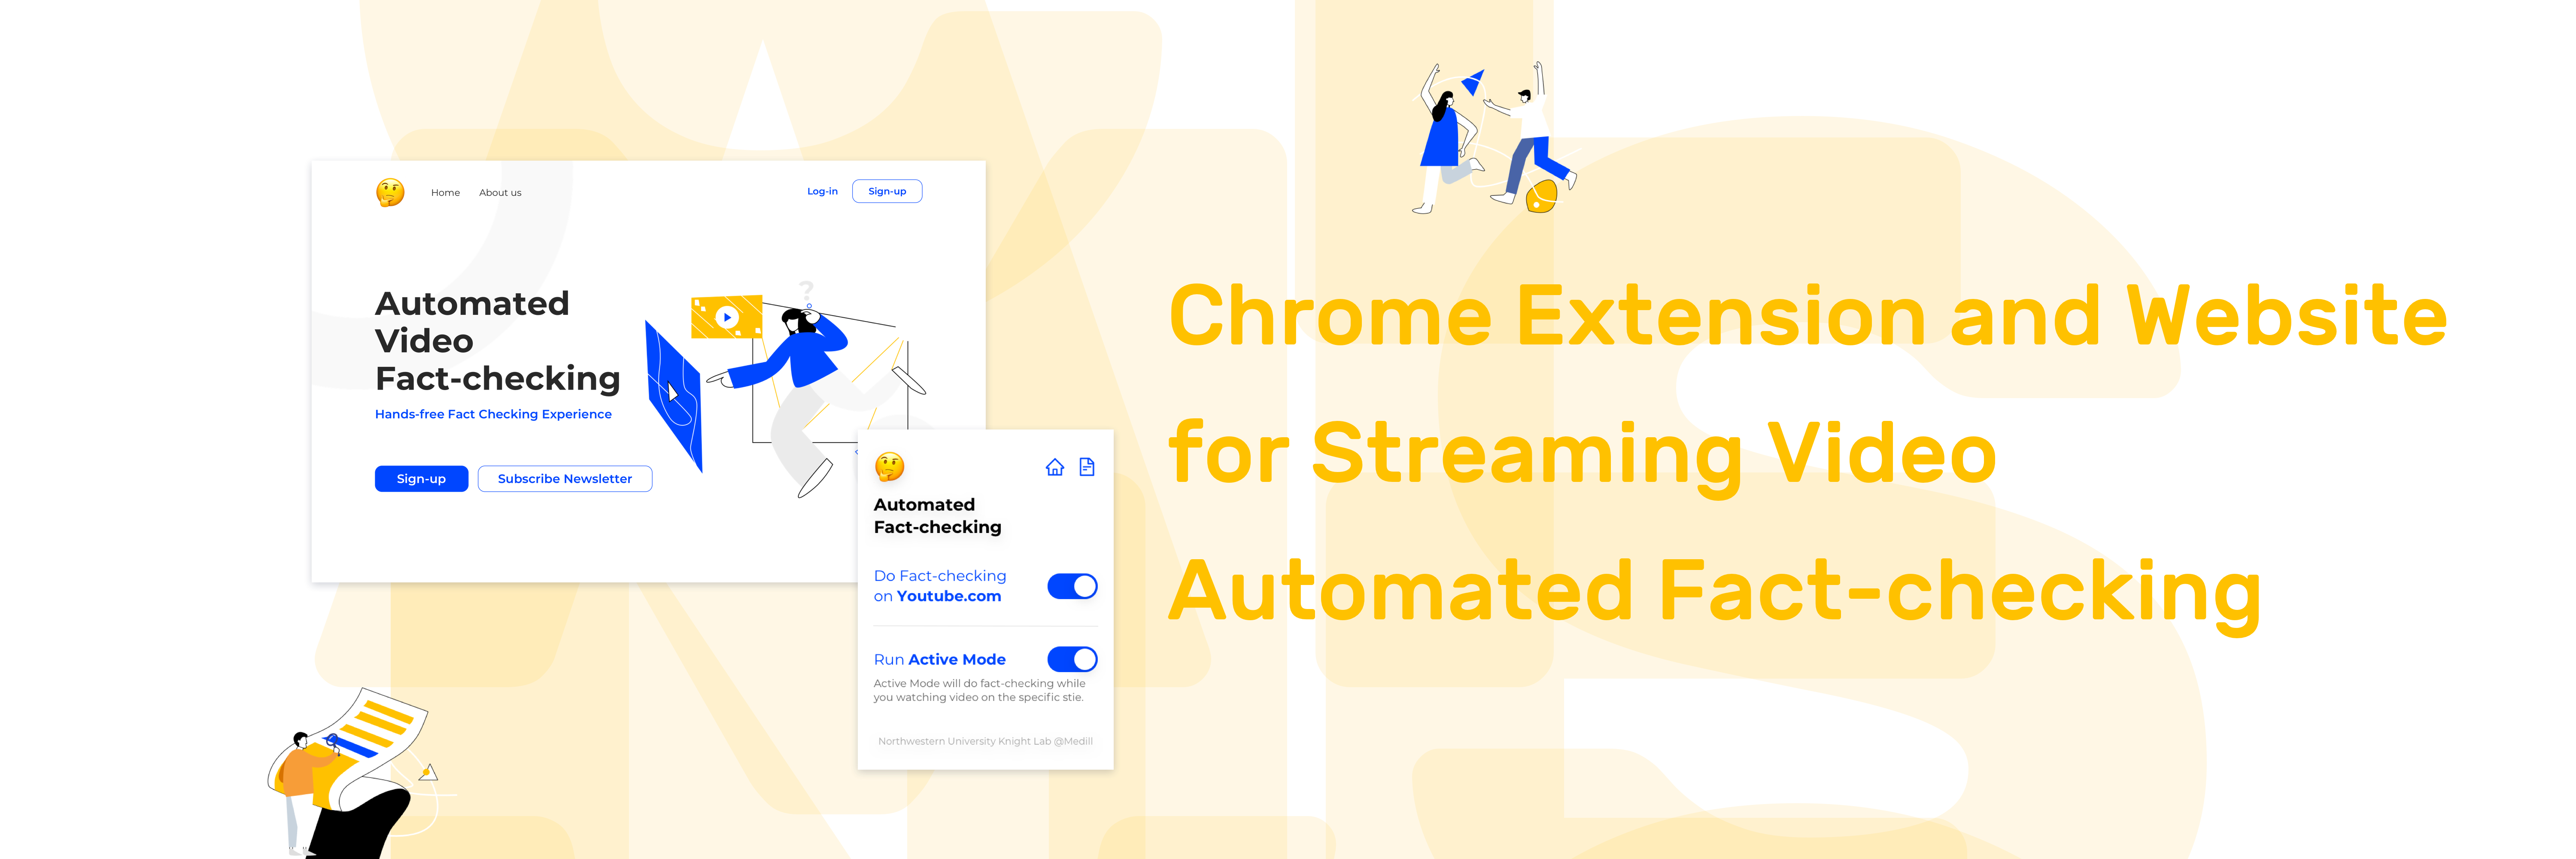 Home About us Log-in Sign-up
Automated
Video
Fact-checking
Hands-free Fact Checking Experience
Sign-up Subscribe Newsletter
?
Automated
Fact-checking
Do Fact-checking
on Youtube.com
Run Active Mode
Active Mode will do fact-checking while
you watching video on the specific stie.
Northwestern University Knight Lab @Medill
Chrome Extension and Website
for Streaming Video
Automated Fact-checking